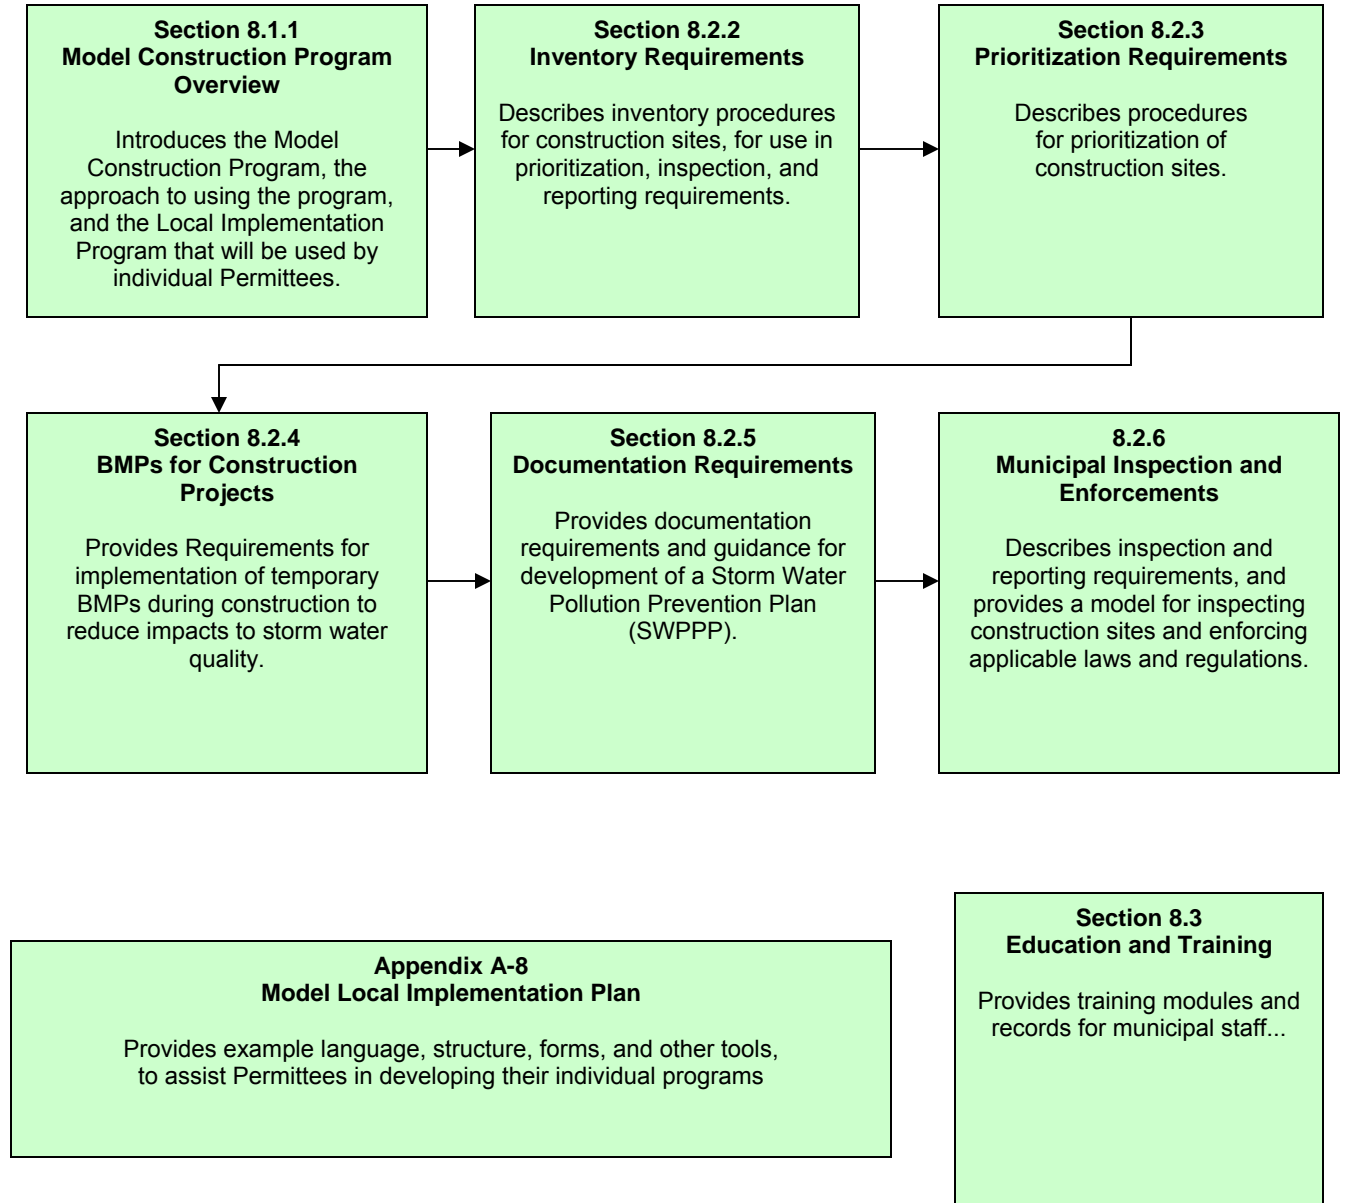 Section 8.1.1
Model Construction Program
Overview
Introduces the Model
Construction Program, the
approach to using the program,
and the Local Implementation
Program that will be used by
individual Permittees.
Section 8.2.2
Inventory Requirements
Describes inventory procedures
for construction sites, for use in
prioritization, inspection, and
reporting requirements.
Section 8.2.3
Prioritization Requirements
Describes procedures
for prioritization of
construction sites.
Section 8.2.4
BMPs for Construction
Projects
Provides Requirements for
implementation of temporary
BMPs during construction to
reduce impacts to storm water
quality.
Section 8.2.5
Documentation Requirements
Provides documentation
requirements and guidance for
development of a Storm Water
Pollution Prevention Plan
(SWPPP).
8.2.6
Municipal Inspection and
Enforcements
Describes inspection and
reporting requirements, and
provides a model for inspecting
construction sites and enforcing
applicable laws and regulations.
Appendix A-8
Model Local Implementation Plan
Provides example language, structure, forms, and other tools,
to assist Permittees in developing their individual programs
Section 8.3
Education and Training
Provides training modules and
records for municipal staff...